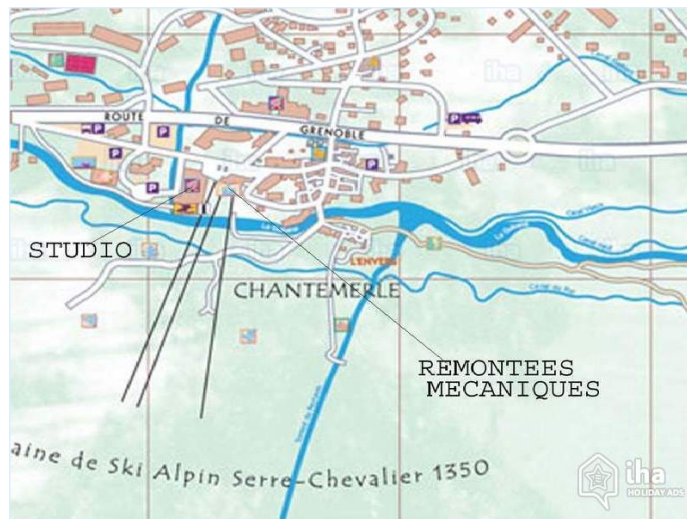 ROUTE DE GRENOBLE
P
P
P
P
P
P
STUDIO
L'ENVERS
CHANTEMERLE
REMONTEES
MECANIQUES
aine de Ski Alpin Serre-Chevalier 1350
iha
HOLIDAY ADS